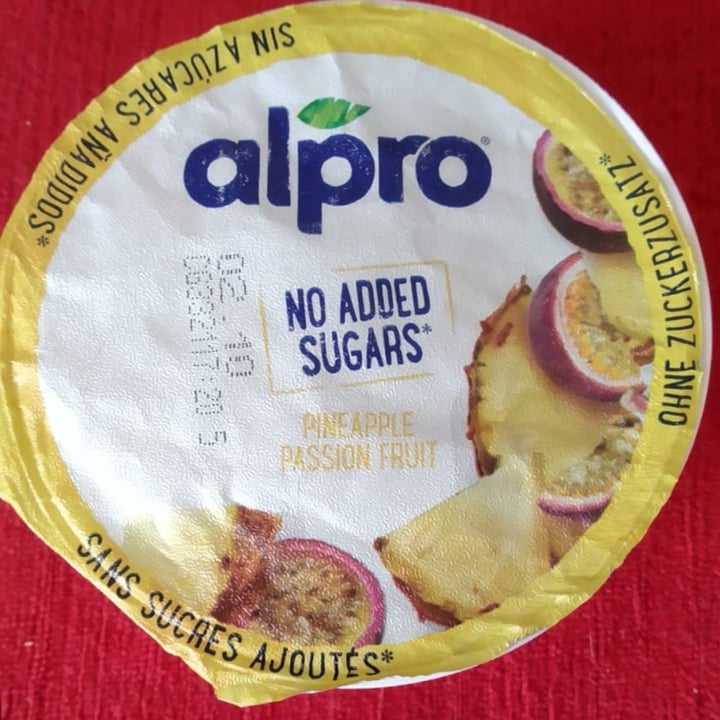 SIN AZÚCARES AÑADIDOS*
alpro®
OHNE ZUCKERZUSATZ*
NO ADDED
SUGARS*
PINEAPPLE
PASSION FRUIT
SANS SUCRES AJOUTÉS*